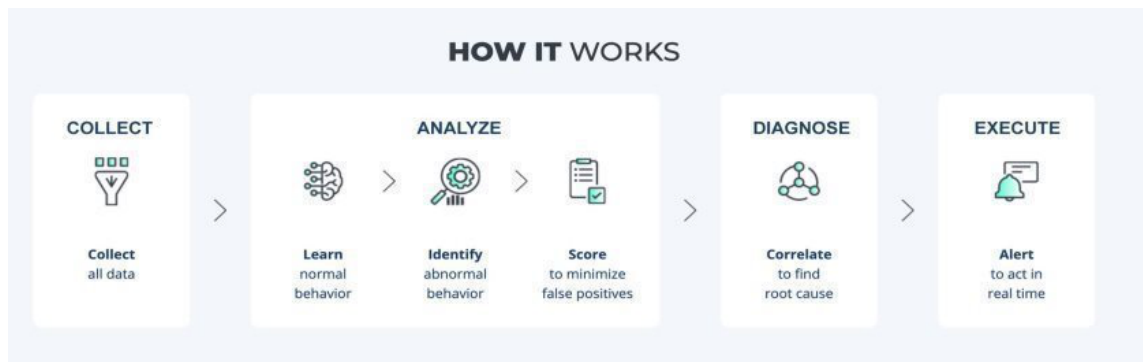 HOW IT WORKS
COLLECT
Collect
all data
ANALYZE
Learn
normal
behavior
Identify
abnormal
behavior
Score
to minimize
false positives
DIAGNOSE
Correlate
to find
root cause
EXECUTE
Alert
to act in
real time